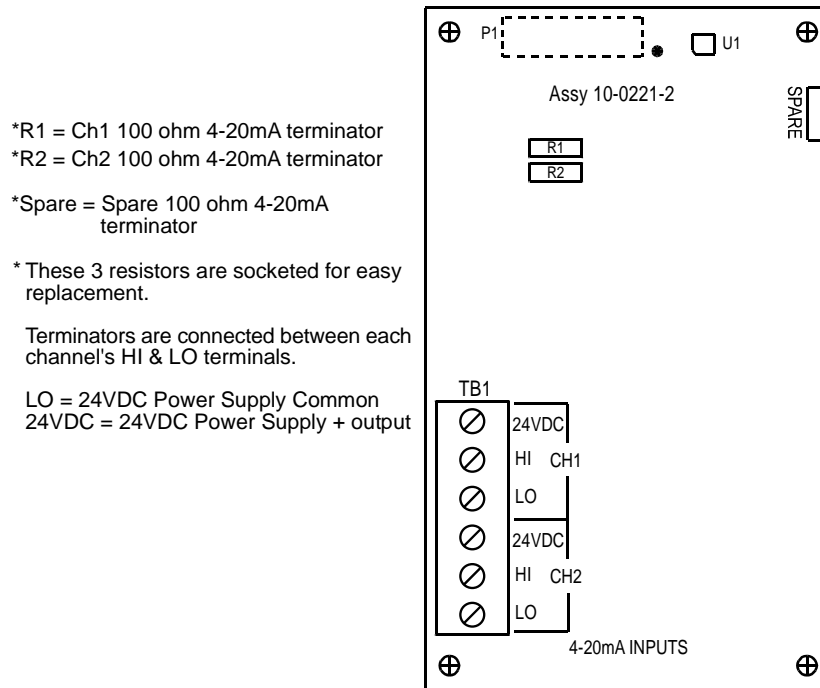 *R1 = Ch1 100 ohm 4-20mA terminator
*R2 = Ch2 100 ohm 4-20mA terminator
*Spare = Spare 100 ohm 4-20mA
terminator
* These 3 resistors are socketed for easy
replacement.
Terminators are connected between each
channel's HI & LO terminals.
LO = 24VDC Power Supply Common
24VDC = 24VDC Power Supply + output
P1
U1
Assy 10-0221-2
SPARE
R1
R2
TB1
24VDC
HI CH1
LO
24VDC
HI CH2
LO
4-20mA INPUTS